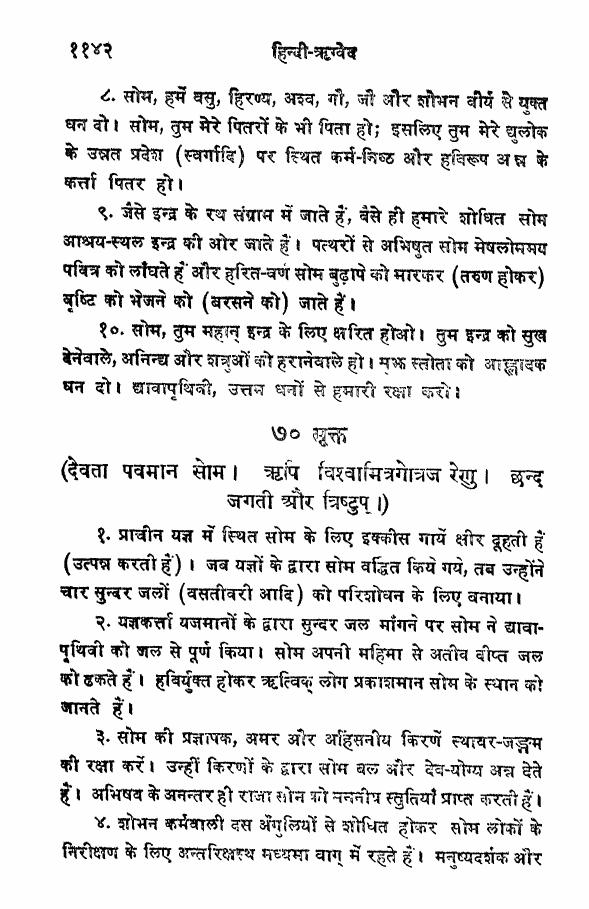 ११४२ हिन्दी-ऋग्वेद
८. सोम, हमें वसु, हिरण्य, अश्व, गौ, जौ और शोभन वीर्य से युक्त
धन दो। सोम, तुम मेरे पितरों के भी पिता हो; इसलिए तुम मेरे द्युलोक
के उन्नत प्रदेश (स्वर्गादि) पर स्थित कर्म-निष्ठ और हविरूप अन्न के
कर्त्ता पितर हो।
९. जैसे इन्द्र के रथ संग्राम में जाते हैं, वैसे ही हमारे शोधित सोम
आश्रय-स्थल इन्द्र की ओर जाते हैं। पत्थरों से अभिषुत सोम मेषलोममय
पवित्र को लाँघते हैं और हरित-वर्ण सोम बुढ़ापे को मारकर (तरुण होकर)
वृष्टि को भेजने को (बरसने को) जाते हैं।
१०. सोम, तुम महान् इन्द्र के लिए क्षरित होओ। तुम इन्द्र को सुख
देनेवाले, अनिन्द्य और शत्रुओं को हरानेवाले हो। मुझ स्तोता को आह्लादक
धन दो। द्यावापृथिवी, उत्तम धनों से हमारी रक्षा करो।
७० सूक्त
(देवता पवमान सोम। ऋषि विश्वामित्रगोत्रज रेणु। छन्द
जगती और त्रिष्टुप्।)
१. प्राचीन यज्ञ में स्थित सोम के लिए इक्कीस गायें क्षीर दूहती हैं
(उत्पन्न करती हैं)। जब यज्ञों के द्वारा सोम वर्द्धित किये गये, तब उन्होंने
चार सुन्दर जलों (वसतीवरी आदि) को परिशोधन के लिए बनाया।
२. यज्ञकर्त्ता यजमानों के द्वारा सुन्दर जल माँगने पर सोम ने द्यावा-
पृथिवी को जल से पूर्ण किया। सोम अपनी महिमा से अतीव दीप्त जल
को ढकते हैं। हविर्युक्त होकर ऋत्विक् लोग प्रकाशमान सोम के स्थान को
जानते हैं।
३. सोम की प्रज्ञापक, अमर और अहिंसनीय किरणें स्थावर-जङ्गम
की रक्षा करें। उन्हीं किरणों के द्वारा सोम बल और देव-योग्य अन्न देते
हैं। अभिषव के अनन्तर ही राजा सोम को मननीय स्तुतियाँ प्राप्त करती हैं।
४. शोभन कर्मवाली दस अँगुलियों से शोधित होकर सोम लोकों के
निरीक्षण के लिए अन्तरिक्षस्थ मध्यमा वाग् में रहते हैं। मनुष्यदर्शक और